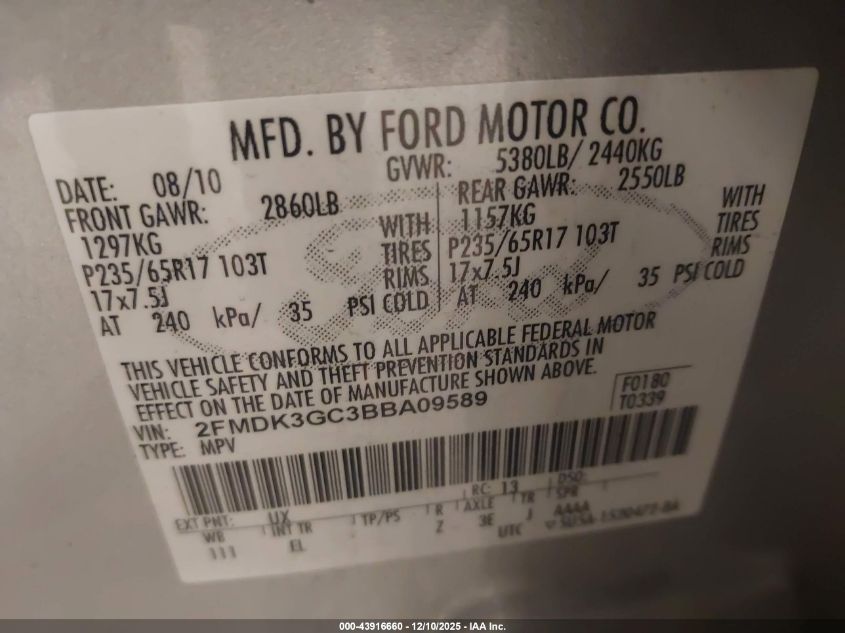 MFD. BY FORD MOTOR CO.
DATE: 08/10 GVWR: 5380LB/ 2440KG
FRONT GAWR: 2860LB REAR GAWR: 2550LB
1297KG WITH 1157KG WITH
P235/65R17 103T TIRES P235/65R17 103T TIRES
17x7.5J RIMS 17x7.5J RIMS
AT 240 kPa/ 35 PSI COLD AT 240 kPa/ 35 PSI COLD
THIS VEHICLE CONFORMS TO ALL APPLICABLE FEDERAL MOTOR
VEHICLE SAFETY AND THEFT PREVENTION STANDARDS IN
EFFECT ON THE DATE OF MANUFACTURE SHOWN ABOVE.
F0180
T0339
VIN: 2FMDK3GC3BBA09589
TYPE: MPV
RC: 13 DSO:
EXT PNT: UX
WB INT TR TP/PS R AXLE TR SPR
111 EL Z 3E J AAAA
UTC
000-43916660 — 12/10/2025 — IAA Inc.